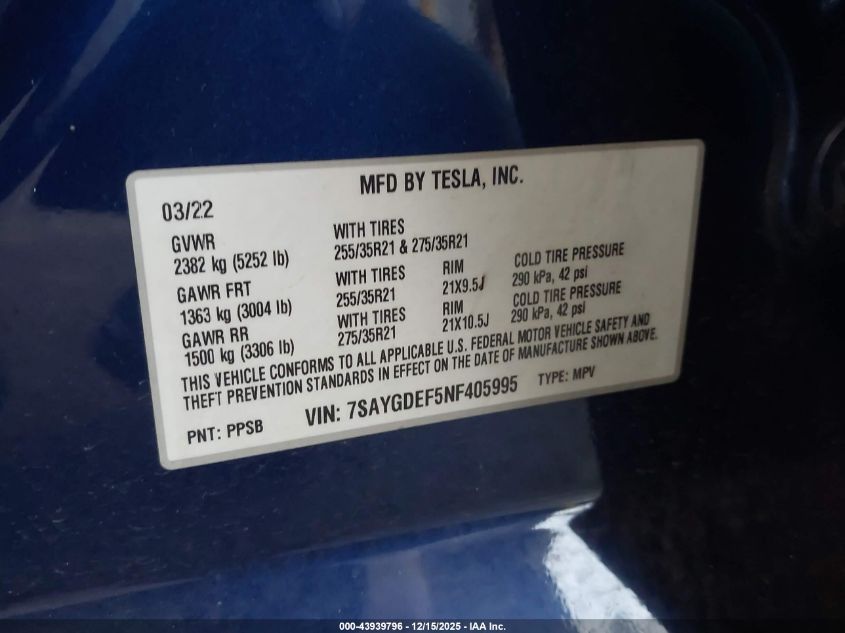 MFD BY TESLA, INC.
03/22
GVWR
2382 kg (5252 lb)
WITH TIRES
255/35R21 & 275/35R21
GAWR FRT
1363 kg (3004 lb)
WITH TIRES
255/35R21
RIM
21X9.5J
COLD TIRE PRESSURE
290 kPa, 42 psi
GAWR RR
1500 kg (3306 lb)
WITH TIRES
275/35R21
RIM
21X10.5J
COLD TIRE PRESSURE
290 kPa, 42 psi
THIS VEHICLE CONFORMS TO ALL APPLICABLE U.S. FEDERAL MOTOR VEHICLE SAFETY AND
THEFT PREVENTION STANDARDS IN EFFECT ON THE DATE OF MANUFACTURE SHOWN ABOVE.
PNT: PPSB VIN: 7SAYGDEF5NF405995 TYPE: MPV
000-43939796 - 12/15/2025 - IAA Inc.